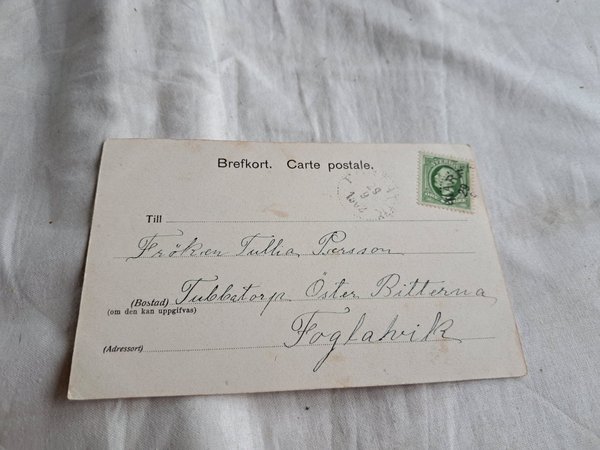 Brefkort. Carte postale.
Till
Fröken Tullia Persson
(Bostad) Tubbatorp Öster Bitterna
(om den kan uppgifvas)
(Adressort) Foglavik